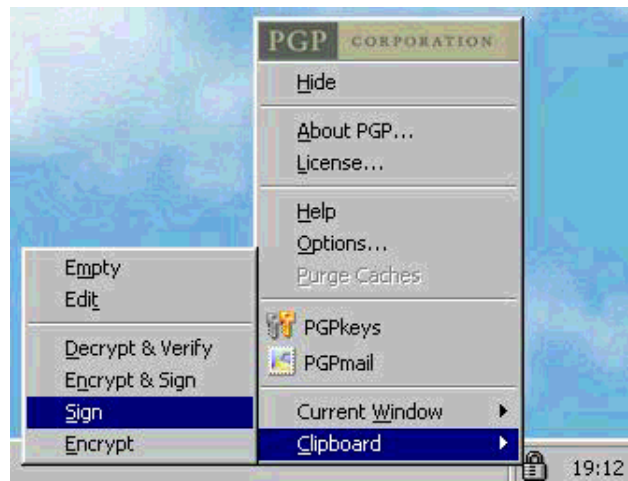 PGP CORPORATION
Hide
About PGP...
License...
Help
Options...
Purge Caches
PGPkeys
PGPmail
Current Window
Clipboard
Empty
Edit
Decrypt & Verify
Encrypt & Sign
Sign
Encrypt
19:12